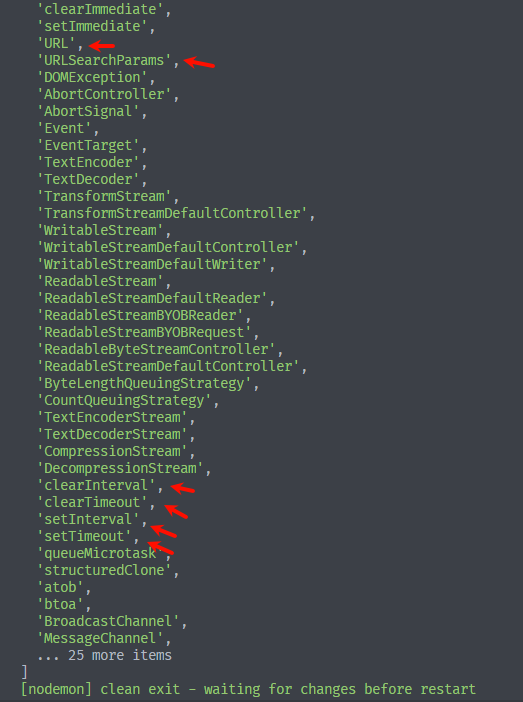 'clearImmediate',
'setImmediate',
'URL',
'URLSearchParams',
'DOMException',
'AbortController',
'AbortSignal',
'Event',
'EventTarget',
'TextEncoder',
'TextDecoder',
'TransformStream',
'TransformStreamDefaultController',
'WritableStream',
'WritableStreamDefaultController',
'WritableStreamDefaultWriter',
'ReadableStream',
'ReadableStreamDefaultReader',
'ReadableStreamBYOBReader',
'ReadableStreamBYOBRequest',
'ReadableByteStreamController',
'ReadableStreamDefaultController',
'ByteLengthQueuingStrategy',
'CountQueuingStrategy',
'TextEncoderStream',
'TextDecoderStream',
'CompressionStream',
'DecompressionStream',
'clearInterval',
'clearTimeout',
'setInterval',
'setTimeout',
'queueMicrotask',
'structuredClone',
'atob',
'btoa',
'BroadcastChannel',
'MessageChannel',
... 25 more items
]
[nodemon] clean exit - waiting for changes before restart